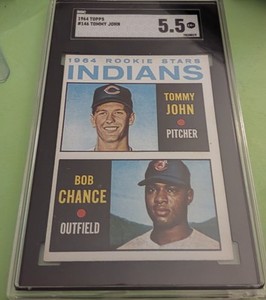 1964 TOPPS
#146 TOMMY JOHN
5.5
1964 ROOKIE STARS
INDIANS
TOMMY
JOHN
PITCHER
BOB
CHANCE
OUTFIELD